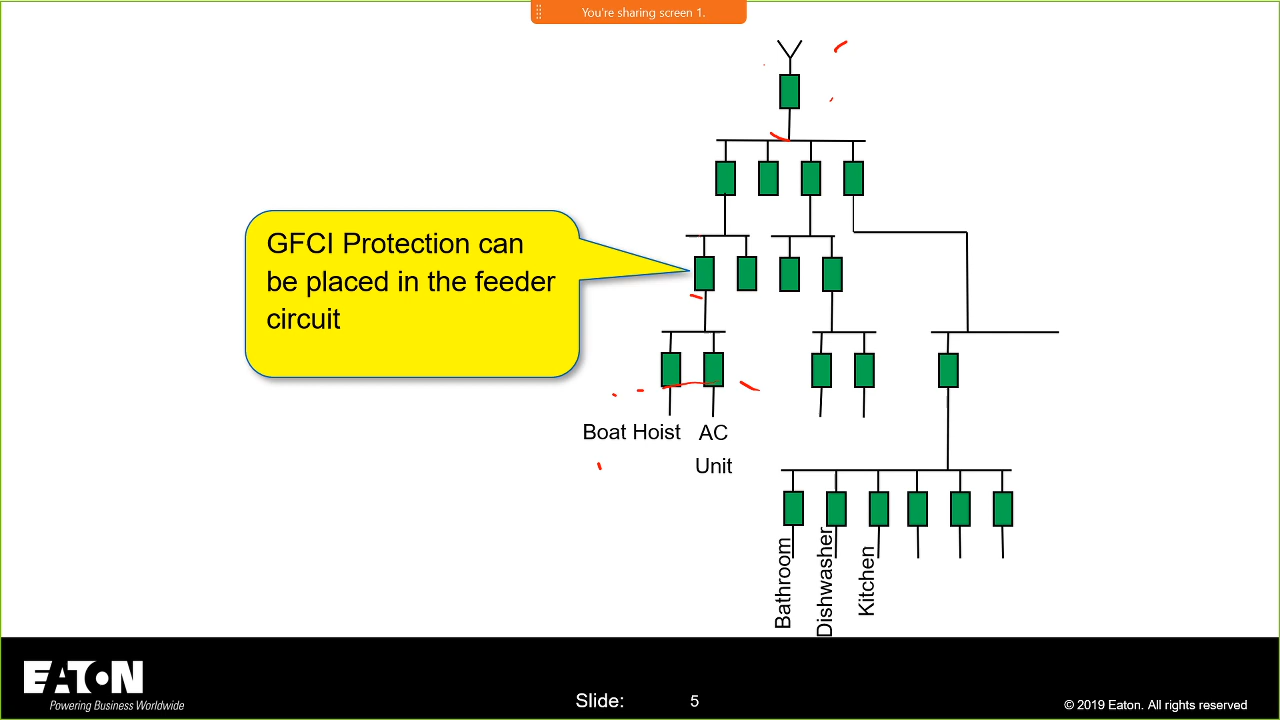 You're sharing screen 1.
GFCI Protection can
be placed in the feeder
circuit
Boat Hoist
AC
Unit
Bathroom
Dishwasher
Kitchen
EATON
Powering Business Worldwide
Slide: 5
© 2019 Eaton. All rights reserved